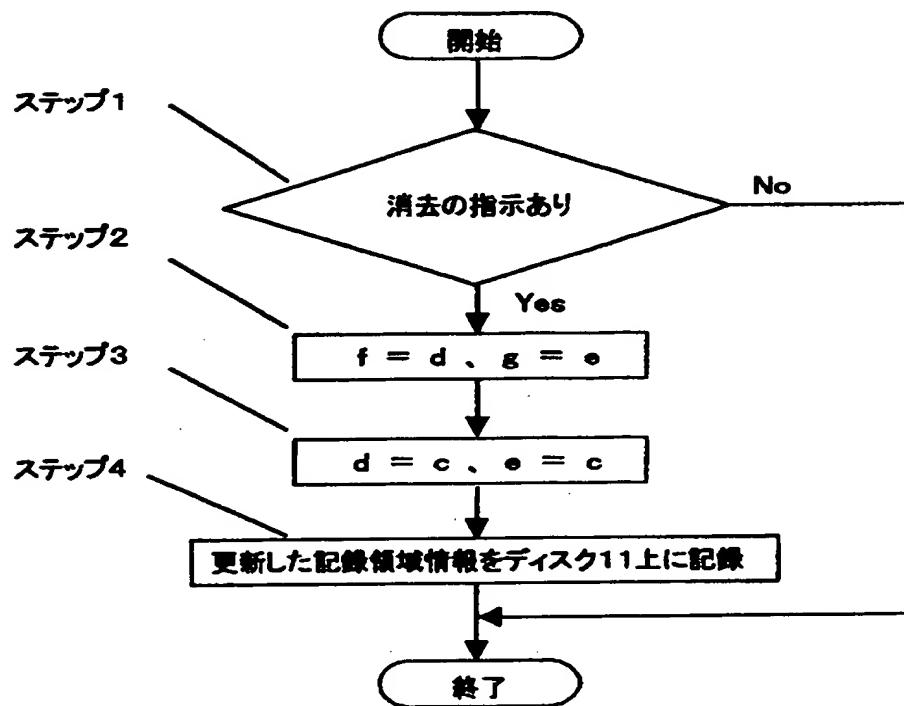 開始
ステップ1
消去の指示あり
No
ステップ2
Yes
f = d 、 g = e
ステップ3
d = c 、 e = c
ステップ4
更新した記録領域情報をディスク11上に記録
終了